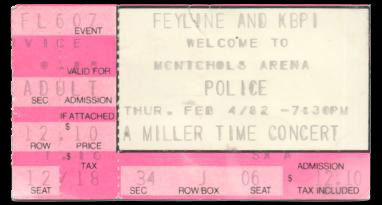 FL607 FEYLINE AND KBPI
EVENT
WELCOME TO
VALID FOR MCNICHOLS ARENA
ADULT POLICE
SEC ADMISSION THUR. FEB 4/82 -7:30PM
IF ATTACHED
12.10 $ A MILLER TIME CONCERT
ROW PRICE
$ ADMISSION
TAX
12/18 34 J 06 $ 12.10
SEAT SEC ROW/BOX SEAT TAX INCLUDED